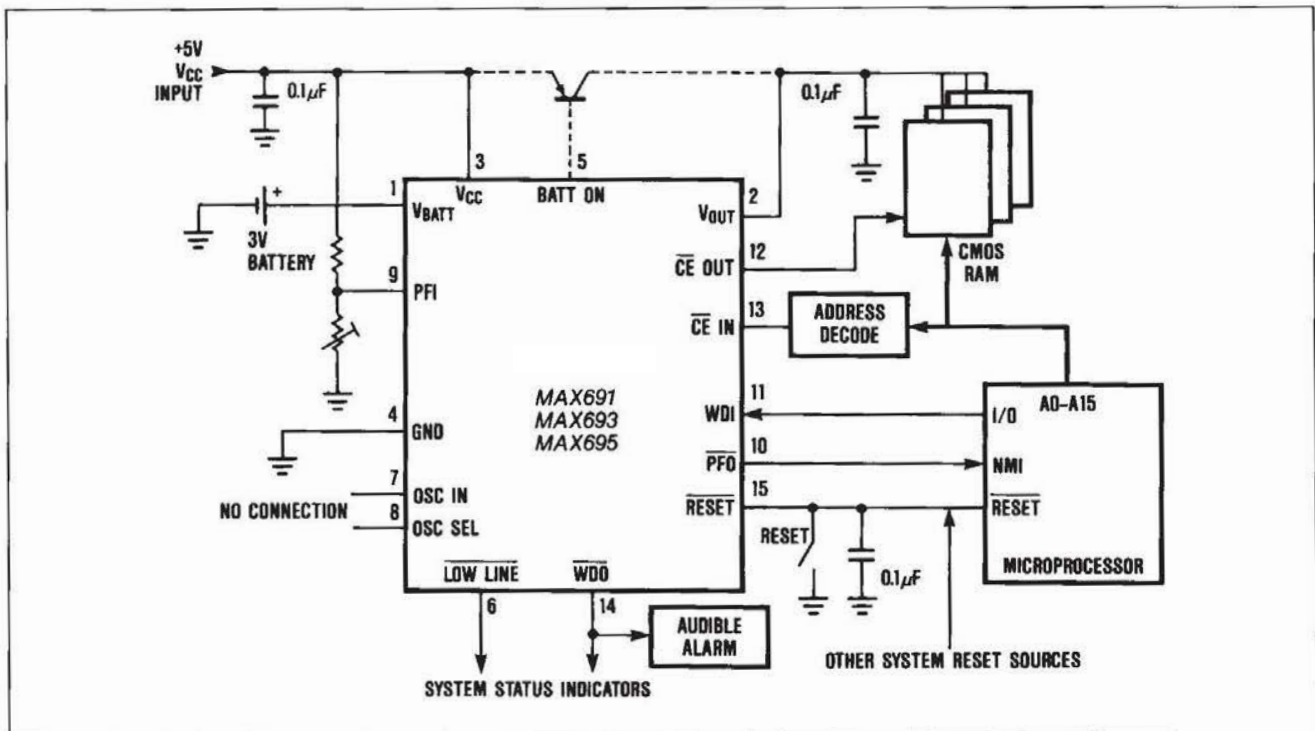 +5V
VCC
INPUT
0.1µF
0.1µF
3
5
1
VCC
BATT ON
2
VBATT
VOUT
3V
BATTERY
12
CE OUT
CMOS
RAM
9
PFI
13
CE IN
ADDRESS
DECODE
MAX691
MAX693
MAX695
11
WDI
A0-A15
I/O
4
GND
10
PFO
NMI
7
OSC IN
15
RESET
RESET
RESET
NO CONNECTION
8
OSC SEL
0.1µF
MICROPROCESSOR
LOW LINE
WDO
6
14
AUDIBLE
ALARM
OTHER SYSTEM RESET SOURCES
SYSTEM STATUS INDICATORS